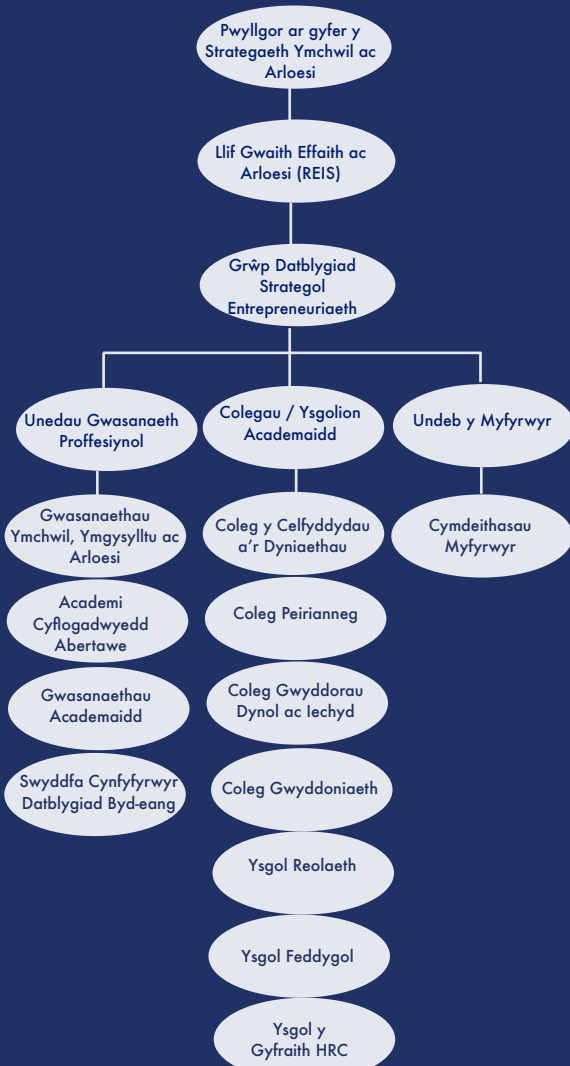 Pwyllgor ar gyfer y
Strategaeth Ymchwil ac
Arloesi
Llif Gwaith Effaith ac
Arloesi (REIS)
Grŵp Datblygiad
Strategol
Entrepreneuriaeth
Unedau Gwasanaeth
Proffesiynol
Gwasanaethau
Ymchwil, Ymgysylltu ac
Arloesi
Academi
Cyflogadwyedd
Abertawe
Gwasanaethau
Academaidd
Swyddfa Cynfyfyrwyr
Datblygiad Byd-eang
Colegau / Ysgolion
Academaidd
Coleg y Celfyddydau
a'r Dyniaethau
Coleg Peirianneg
Coleg Gwyddorau
Dynol ac Iechyd
Coleg Gwyddoniaeth
Ysgol Reolaeth
Ysgol Feddygol
Ysgol y
Gyfraith HRC
Undeb y Myfyrwyr
Cymdeithasau
Myfyrwyr